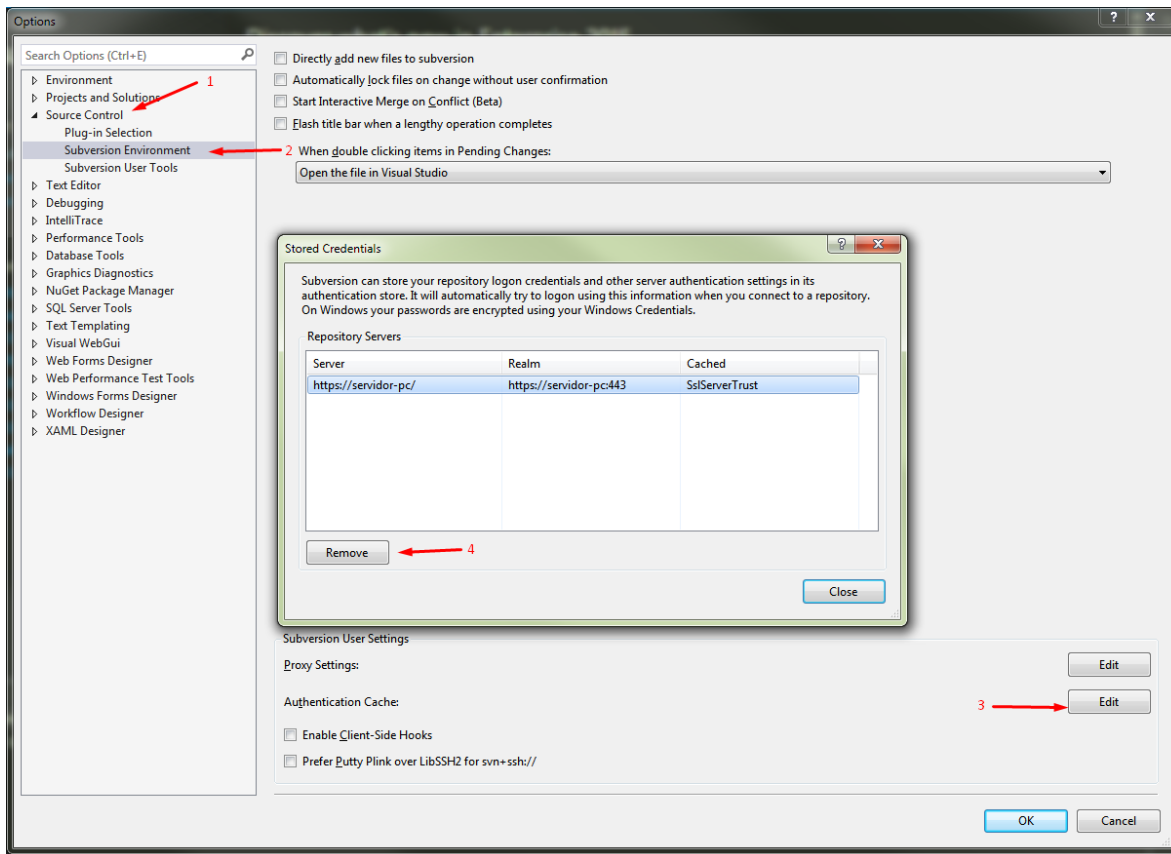 Options
?
X
Search Options (Ctrl+E)
Environment
1
Projects and Solutions
Source Control
Plug-in Selection
Subversion Environment
Subversion User Tools
Text Editor
Debugging
IntelliTrace
Performance Tools
Database Tools
Graphics Diagnostics
NuGet Package Manager
SQL Server Tools
Text Templating
Visual WebGui
Web Forms Designer
Web Performance Test Tools
Windows Forms Designer
Workflow Designer
XAML Designer
Directly add new files to subversion
Automatically lock files on change without user confirmation
Start Interactive Merge on Conflict (Beta)
Flash title bar when a lengthy operation completes
2 When double clicking items in Pending Changes:
Open the file in Visual Studio
Stored Credentials
?
X
Subversion can store your repository logon credentials and other server authentication settings in its
authentication store. It will automatically try to logon using this information when you connect to a repository.
On Windows your passwords are encrypted using your Windows Credentials.
Repository Servers
Server Realm Cached
https://servidor-pc/ https://servidor-pc:443 SslServerTrust
Remove
4
Close
Subversion User Settings
Proxy Settings: Edit
Authentication Cache: 3 Edit
Enable Client-Side Hooks
Prefer Putty Plink over LibSSH2 for svn+ssh://
OK Cancel